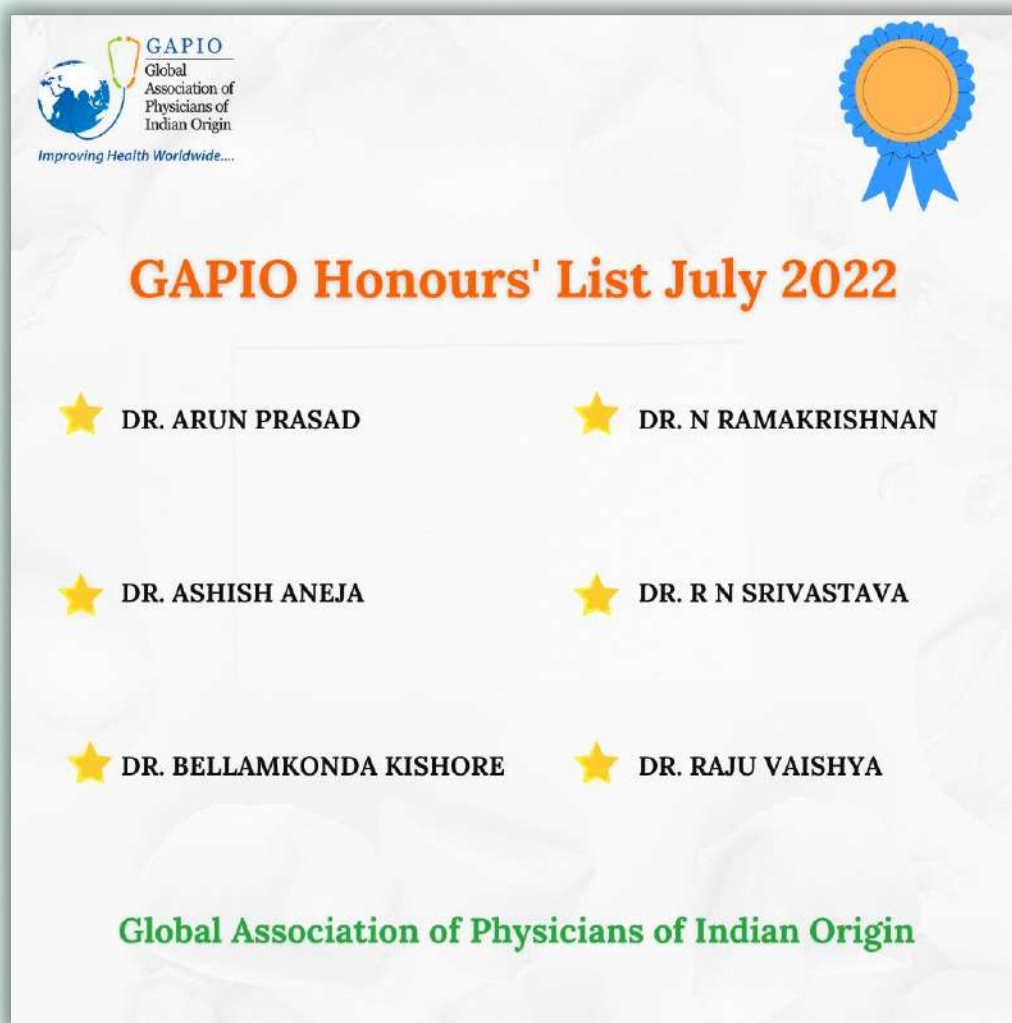 GAPIO
Global
Association of
Physicians of
Indian Origin
Improving Health Worldwide....
GAPIO Honours' List July 2022
DR. ARUN PRASAD
DR. N RAMAKRISHNAN
DR. ASHISH ANEJA
DR. R N SRIVASTAVA
DR. BELLAMKONDA KISHORE
DR. RAJU VAISHYA
Global Association of Physicians of Indian Origin